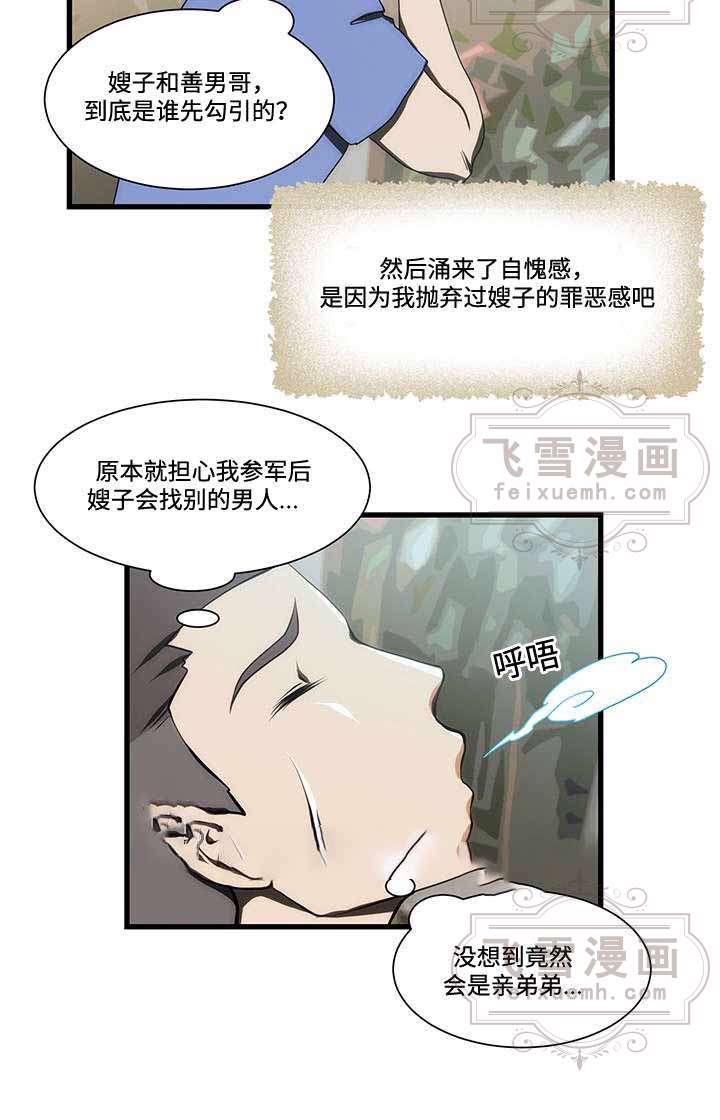 嫂子和善男哥,
到底是谁先勾引的?
然后涌来了自愧感,
是因为我抛弃过嫂子的罪恶感吧
飞雪漫画
feixuemh.com
原本就担心我参军后
嫂子会找别的男人...
呼唔
没想到竟然
会是亲弟弟...
飞雪漫画
feixuemh.com